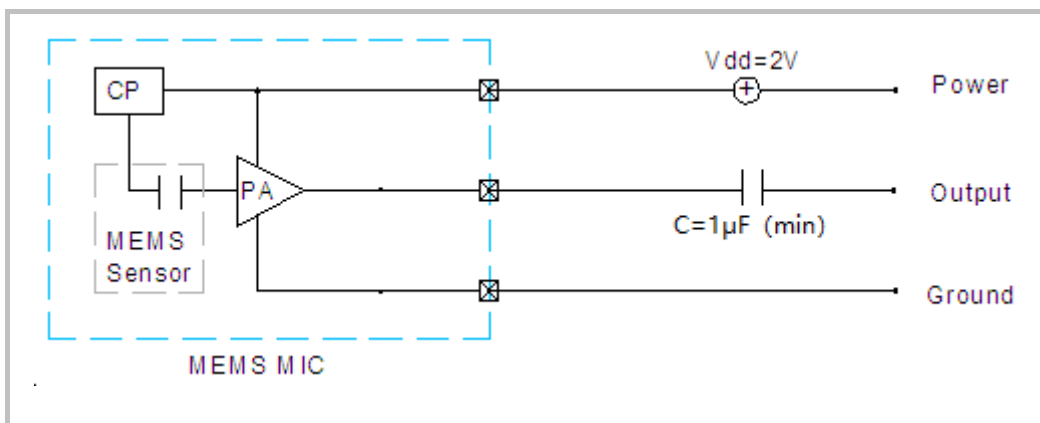 Vdd=2V
CP
Power
PA
Output
C=1μF (min)
MEMS
Sensor
Ground
MEMS MIC